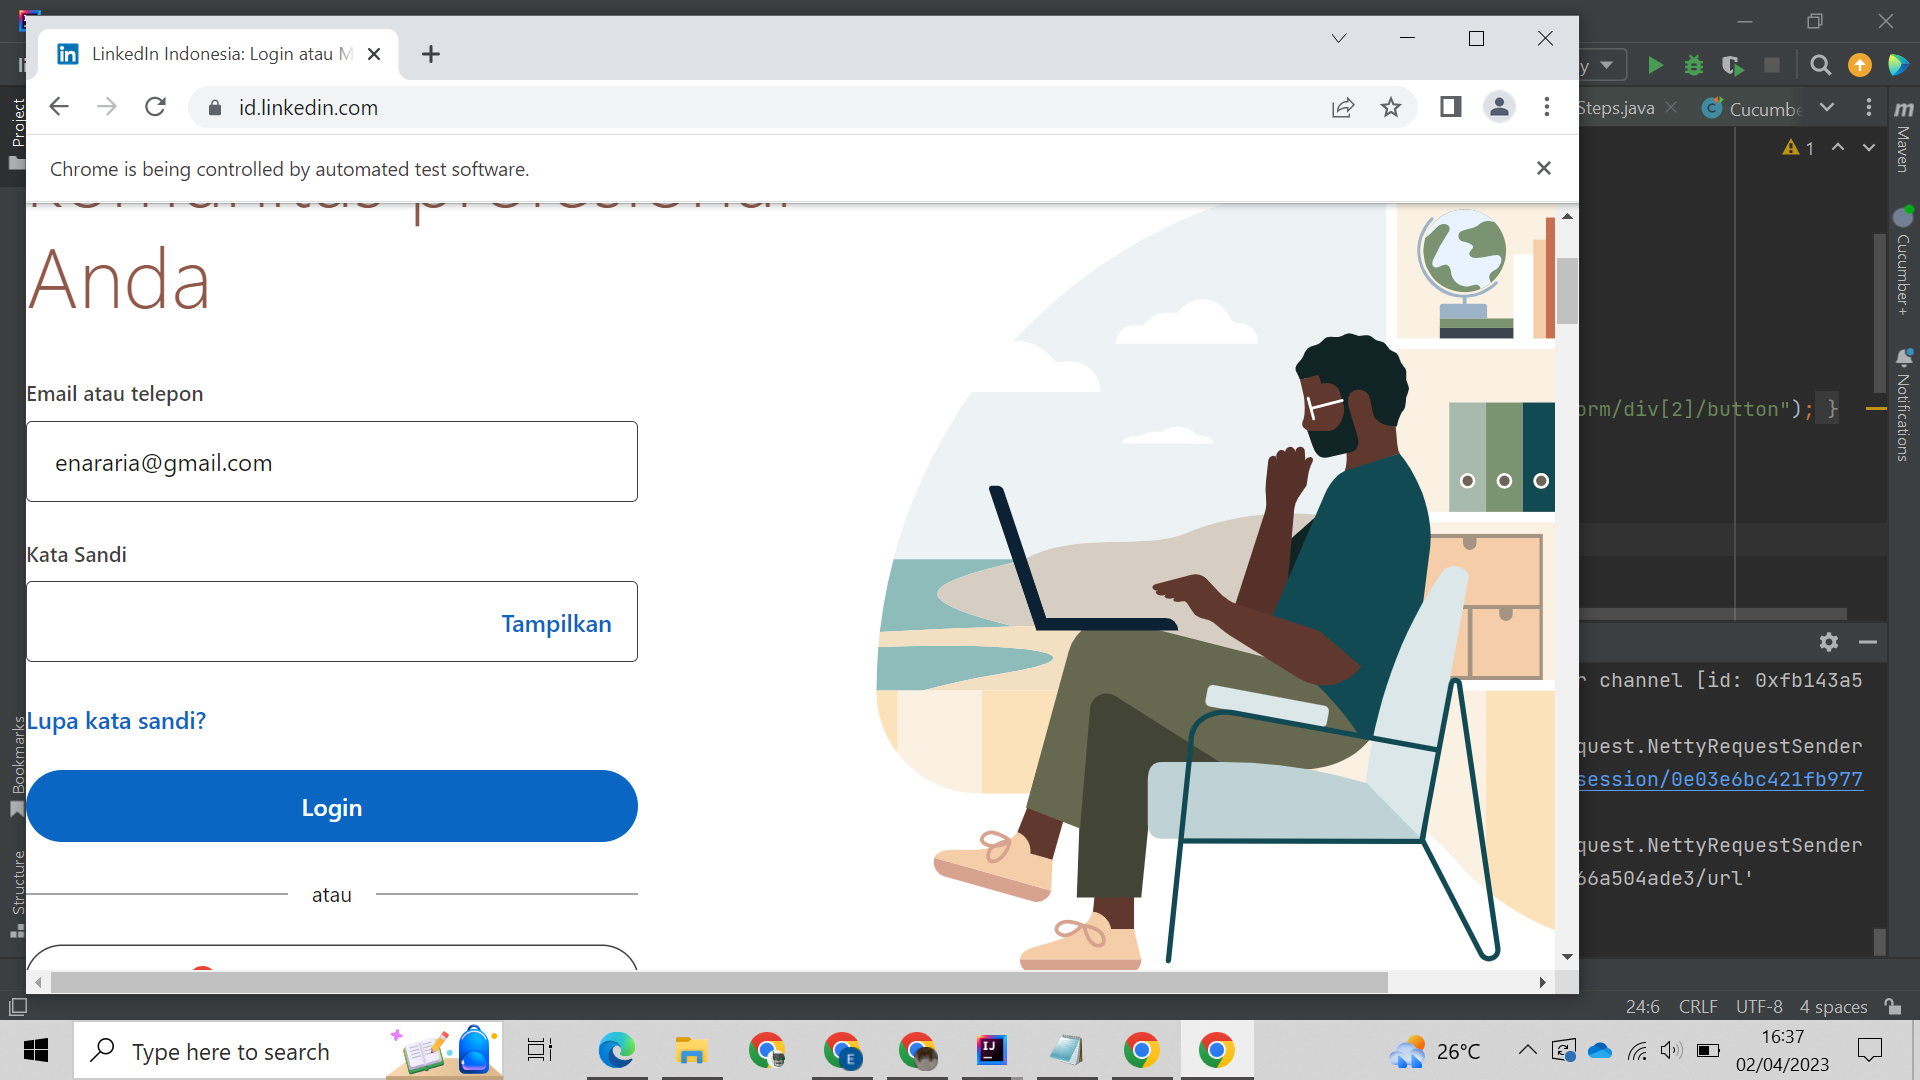 LinkedIn Indonesia: Login atau M
id.linkedin.com
Chrome is being controlled by automated test software.
Anda
Email atau telepon
enararia@gmail.com
Kata Sandi
Tampilkan
Lupa kata sandi?
Login
atau
Project
Bookmarks
Structure
y
Steps.java
Cucumbe
1
orm/div[2]/button"); }
m
Maven
Cucumber+
Notifications
r channel [id: 0xfb143a5
quest.NettyRequestSender
session/0e03e6bc421fb977
quest.NettyRequestSender
66a504ade3/url'
24:6 CRLF UTF-8 4 spaces
Type here to search
E
IJ
26°C
16:37
02/04/2023